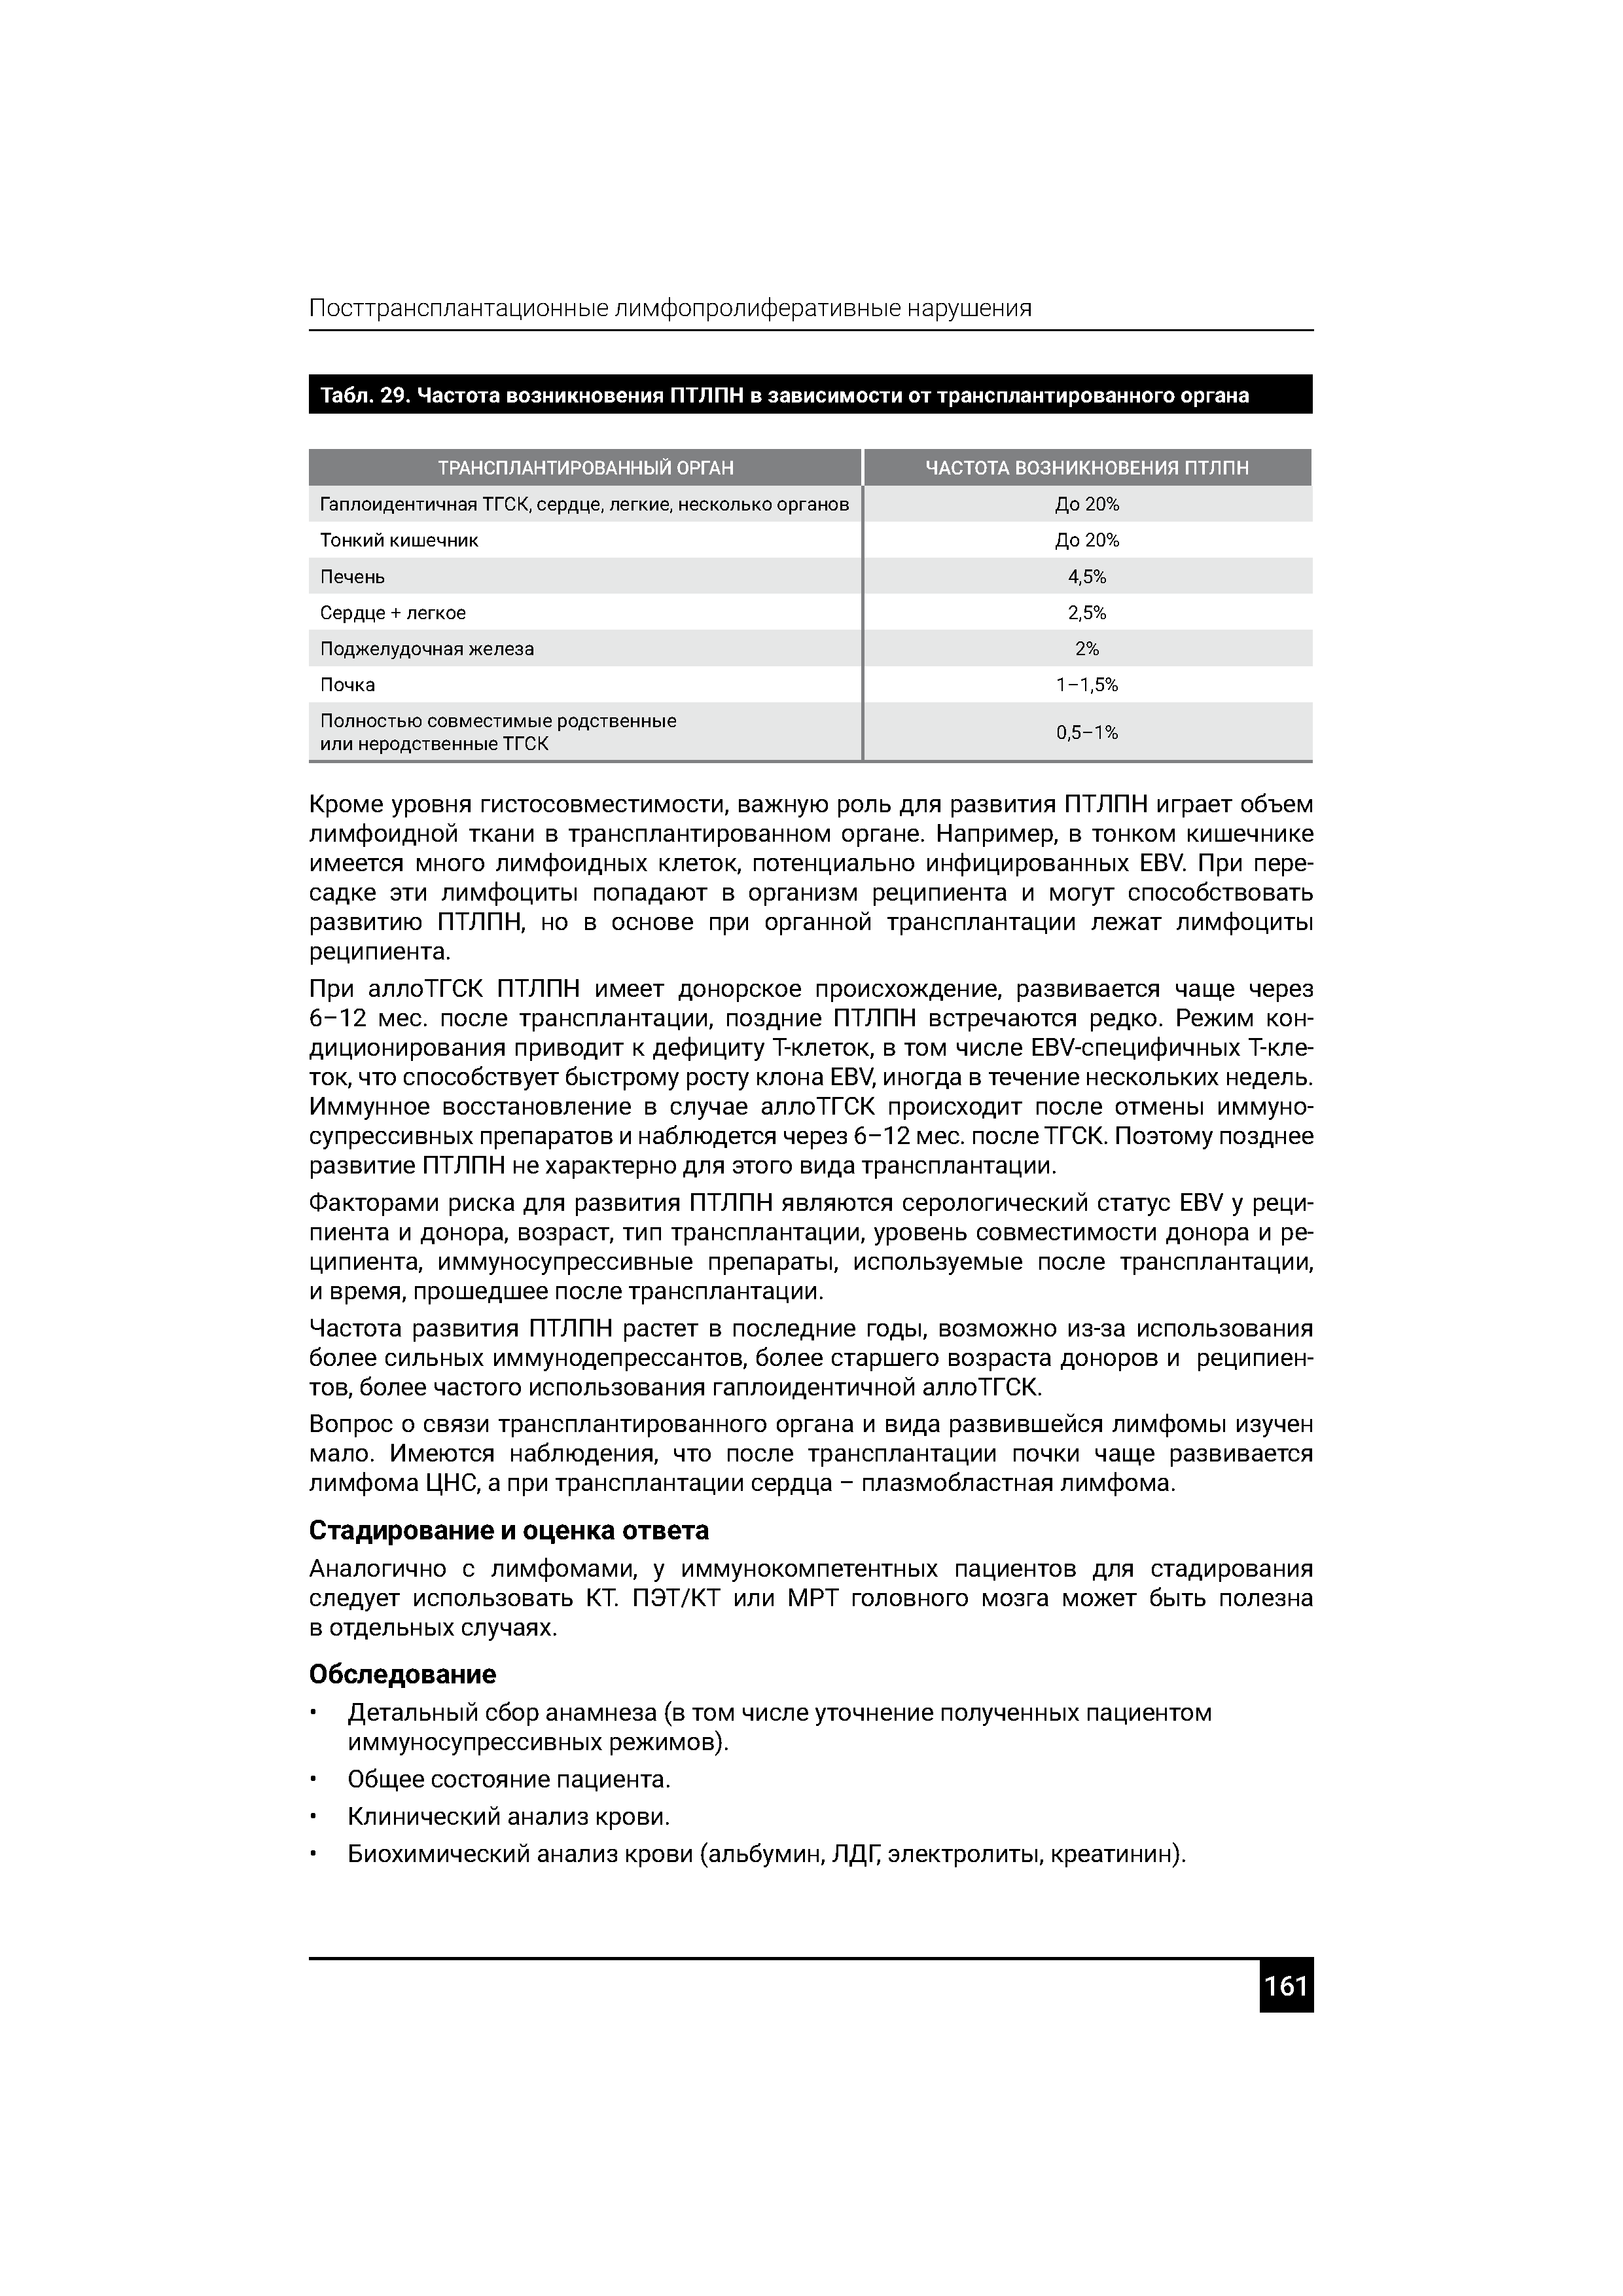 Посттрансплантационные лимфопролиферативные нарушения
Табл. 29. Частота возникновения ПТЛПН в зависимости от трансплантированного органа
ТРАНСПЛАНТИРОВАННЫЙ ОРГАН ЧАСТОТА ВОЗНИКНОВЕНИЯ ПТЛПН
Гаплоидентичная ТГСК, сердце, легкие, несколько органов До 20%
Тонкий кишечник До 20%
Печень 4,5%
Сердце + легкое 2,5%
Поджелудочная железа 2%
Почка 1–1,5%
Полностью совместимые родственные
или неродственные ТГСК 0,5–1%
Кроме уровня гистосовместимости, важную роль для развития ПТЛПН играет объем
лимфоидной ткани в трансплантированном органе. Например, в тонком кишечнике
имеется много лимфоидных клеток, потенциально инфицированных EBV. При пере-
садке эти лимфоциты попадают в организм реципиента и могут способствовать
развитию ПТЛПН, но в основе при органной трансплантации лежат лимфоциты
реципиента.
При аллоТГСК ПТЛПН имеет донорское происхождение, развивается чаще через
6–12 мес. после трансплантации, поздние ПТЛПН встречаются редко. Режим кон-
диционирования приводит к дефициту Т-клеток, в том числе EBV-специфичных Т-кле-
ток, что способствует быстрому росту клона EBV, иногда в течение нескольких недель.
Иммунное восстановление в случае аллоТГСК происходит после отмены иммуно-
супрессивных препаратов и наблюдется через 6–12 мес. после ТГСК. Поэтому позднее
развитие ПТЛПН не характерно для этого вида трансплантации.
Факторами риска для развития ПТЛПН являются серологический статус EBV у реци-
пиента и донора, возраст, тип трансплантации, уровень совместимости донора и ре-
ципиента, иммуносупрессивные препараты, используемые после трансплантации,
и время, прошедшее после трансплантации.
Частота развития ПТЛПН растет в последние годы, возможно из-за использования
более сильных иммунодепрессантов, более старшего возраста доноров и реципиен-
тов, более частого использования гаплоидентичной аллоТГСК.
Вопрос о связи трансплантированного органа и вида развившейся лимфомы изучен
мало. Имеются наблюдения, что после трансплантации почки чаще развивается
лимфома ЦНС, а при трансплантации сердца – плазмобластная лимфома.
Стадирование и оценка ответа
Аналогично с лимфомами, у иммунокомпетентных пациентов для стадирования
следует использовать КТ. ПЭТ/КТ или МРТ головного мозга может быть полезна
в отдельных случаях.
Обследование
• Детальный сбор анамнеза (в том числе уточнение полученных пациентом
иммуносупрессивных режимов).
• Общее состояние пациента.
• Клинический анализ крови.
• Биохимический анализ крови (альбумин, ЛДГ, электролиты, креатинин).
161